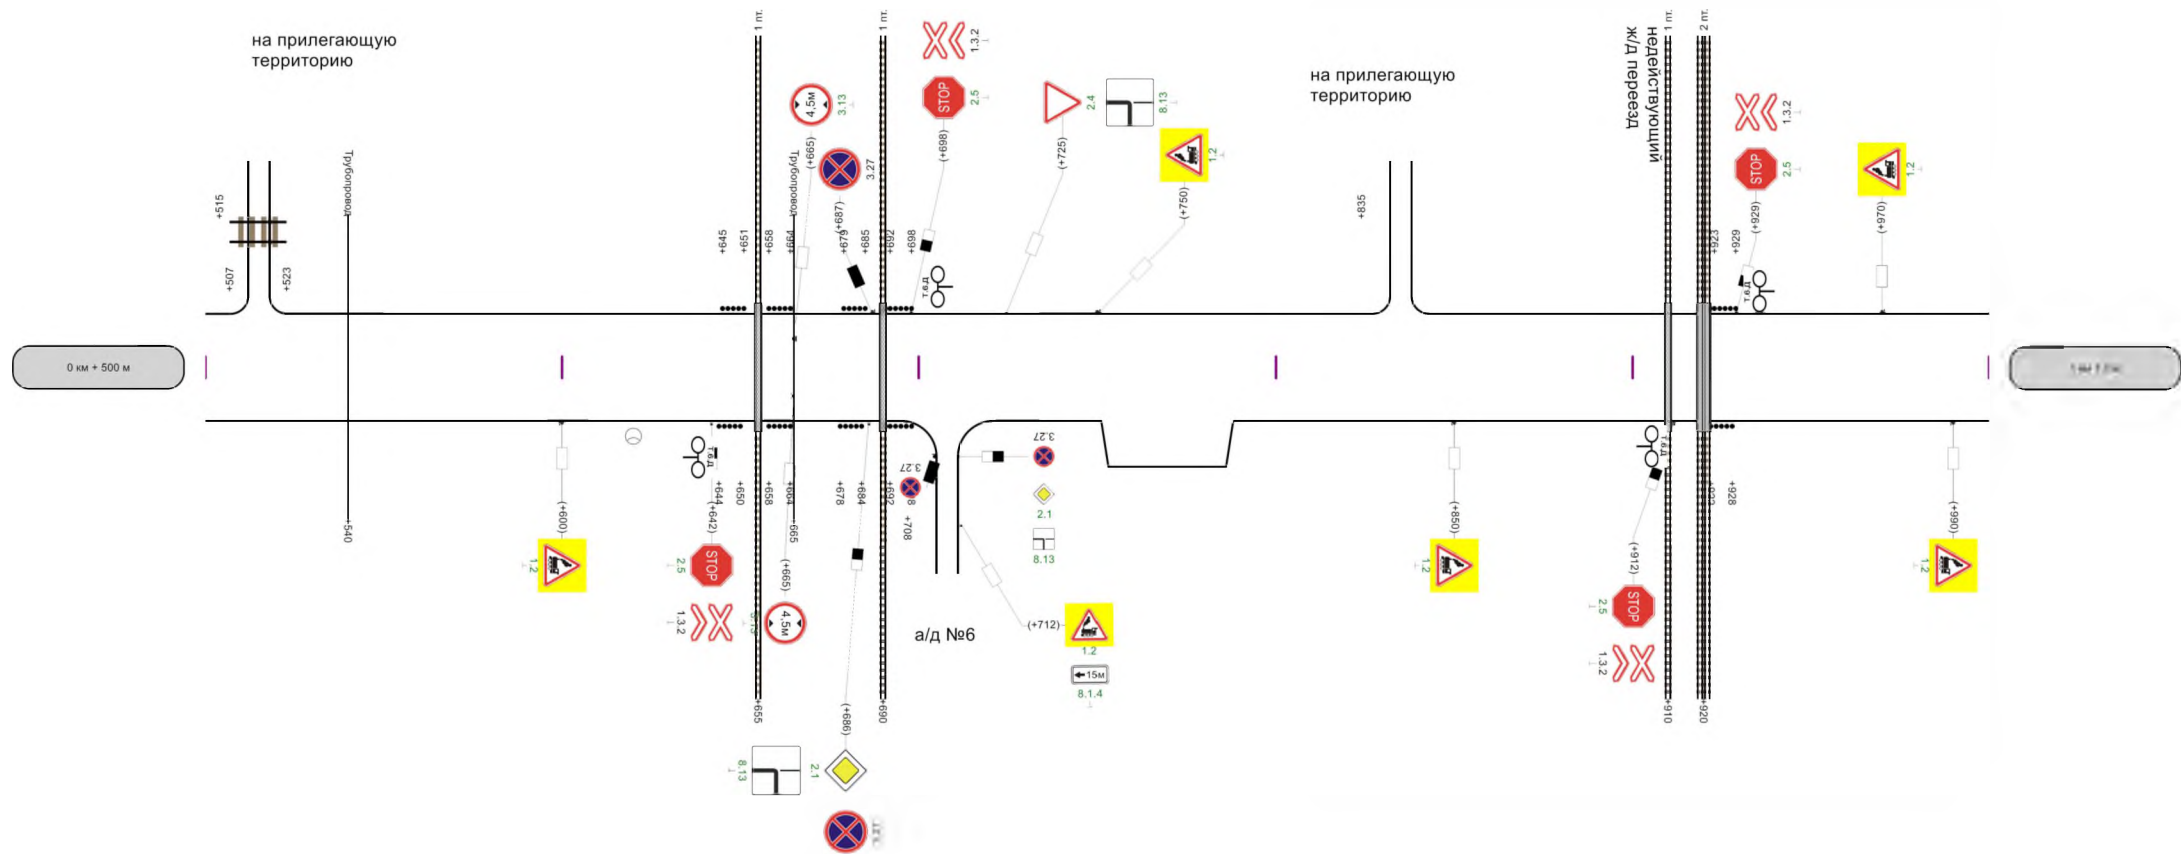 на прилегающую
территорию
1 пт.
1 пт.
1.3.2
4,5м
3.13
STOP
2.5
2.4
8.13
3.27
1.2
(+665)
(+687)
(+698)
(+725)
(+750)
на прилегающую
территорию
недействующий
ж/д переезд
1 пт.
2 пт.
1.3.2
STOP
2.5
1.2
(+929)
(+970)
+515
Трубопровод
Трубопровод
+507
+523
+645
+651
+658
+664
+679
+685
+692
+698
т.в.д
+835
+923
+929
т.в.д
0 км + 500 м
т.в.д
+644
+650
+658
+664
+678
+684
+692
+708
3.27
3.27
2.1
8.13
т.в.д
+928
+540
(+600)
1.2
(+642)
STOP
2.5
1.3.2
+665
(+665)
4,5м
3.13
(+686)
+655
+690
а/д №6
(+712)
1.2
15м
8.1.4
(+850)
1.2
(+912)
STOP
2.5
1.3.2
+910
+920
(+990)
1.2
8.13
2.1